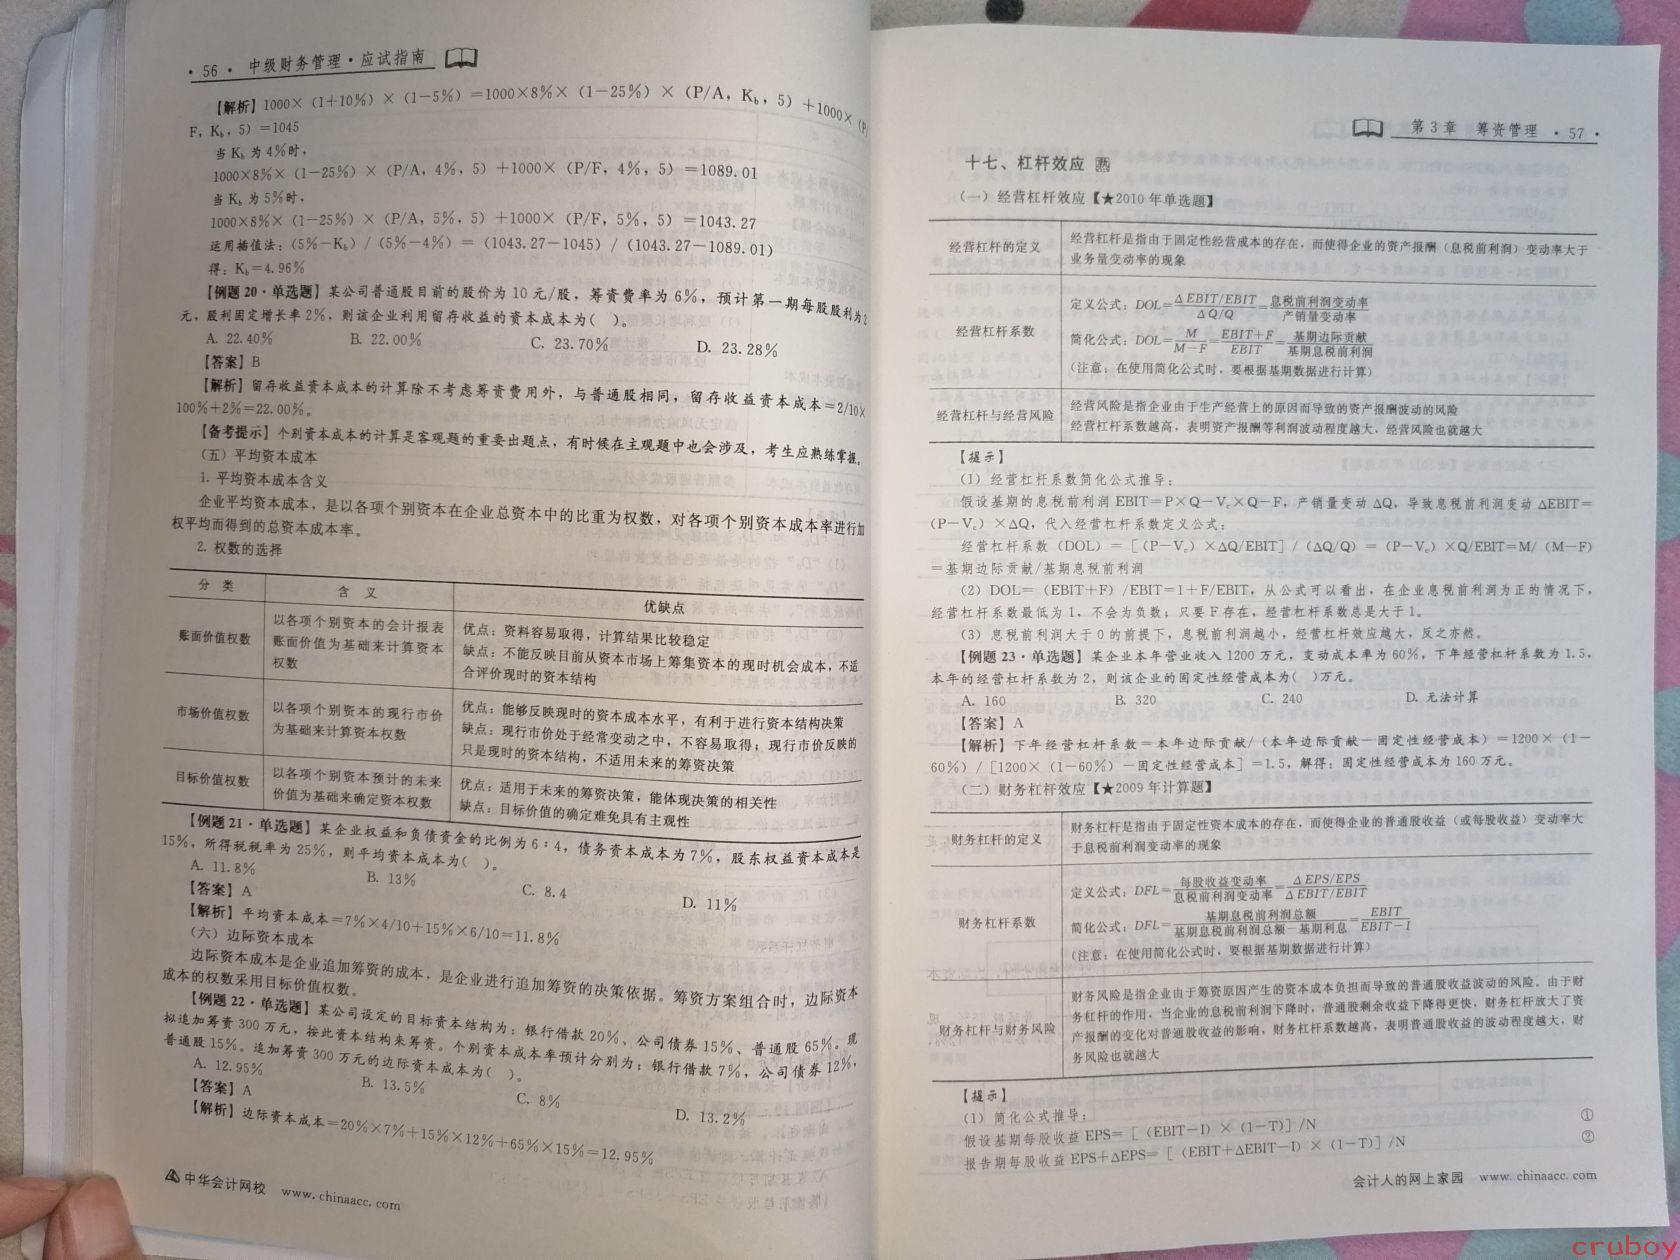 · 56 · 中级财务管理·应试指南
【解析】1000×（1+10%）×（1-5%）=1000×8%×（1-25%）×（P/A，K_b，5）+1000×（P/
F，K_b，5）=1045
当 K_b 为 4%时，
1000×8%×（1-25%）×（P/A，4%，5）+1000×（P/F，4%，5）=1089.01
当 K_b 为 5%时，
1000×8%×（1-25%）×（P/A，5%，5）+1000×（P/F，5%，5）=1043.27
运用插值法：（5%-K_b）/（5%-4%）=（1043.27-1045）/（1043.27-1089.01）
得：K_b=4.96%
【例题 20·单选题】某公司普通股目前的股价为 10 元/股，筹资费率为 6%，预计第一期每股股利为 2
元，股利固定增长率 2%，则该企业利用留存收益的资本成本为（ ）。
A. 22.40% B. 22.00% C. 23.70% D. 23.28%
【答案】B
【解析】留存收益资本成本的计算除不考虑筹资费用外，与普通股相同，留存收益资本成本=2/10×
100%+2%=22.00%。
【备考提示】个别资本成本的计算是客观题的重要出题点，有时候在主观题中也会涉及，考生应熟练掌握。
（五）平均资本成本
1. 平均资本成本含义
企业平均资本成本，是以各项个别资本在企业总资本中的比重为权数，对各项个别资本成本率进行加
权平均而得到的总资本成本率。
2. 权数的选择
分 类 含 义 优缺点
账面价值权数
以各项个别资本的会计报表
账面价值为基础来计算资本
权数
优点：资料容易取得，计算结果比较稳定
缺点：不能反映目前从资本市场上筹集资本的现时机会成本，不适
合评价现时的资本结构
市场价值权数
以各项个别资本的现行市价
为基础来计算资本权数
优点：能够反映现时的资本成本水平，有利于进行资本结构决策
缺点：现行市价处于经常变动之中，不容易取得；现行市价反映的
只是现时的资本结构，不适用未来的筹资决策
目标价值权数
以各项个别资本预计的未来
价值为基础来确定资本权数
优点：适用于未来的筹资决策，能体现决策的相关性
缺点：目标价值的确定难免具有主观性
【例题 21·单选题】某企业权益和负债资金的比例为 6：4，债务资本成本为 7%，股东权益资本成本是
15%，所得税税率为 25%，则平均资本成本为（ ）。
A. 11.8% B. 13% C. 8.4 D. 11%
【答案】A
【解析】平均资本成本=7%×4/10+15%×6/10=11.8%
（六）边际资本成本
边际资本成本是企业追加筹资的成本，是企业进行追加筹资的决策依据。筹资方案组合时，边际资本
成本的权数采用目标价值权数。
【例题 22·单选题】某公司设定的目标资本结构为：银行借款 20%、公司债券 15%、普通股 65%。现
拟追加筹资 300 万元，按此资本结构来筹资。个别资本成本率预计分别为：银行借款 7%，公司债券 12%，
普通股 15%。追加筹资 300 万元的边际资本成本为（ ）。
A. 12.95% B. 13.5% C. 8% D. 13.2%
【答案】A
【解析】边际资本成本=20%×7%+15%×12%+65%×15%=12.95%
中华会计网校 www.chinaacc.com
第 3 章 筹资管理 · 57 ·
十七、杠杆效应 熟
（一）经营杠杆效应【★2010 年单选题】
经营杠杆的定义
经营杠杆是指由于固定性经营成本的存在，而使得企业的资产报酬（息税前利润）变动率大于
业务量变动率的现象
经营杠杆系数
定义公式：DOL=(ΔEBIT/EBIT)/(ΔQ/Q)=息税前利润变动率/产销量变动率
简化公式：DOL=M/(M-F)=(EBIT+F)/EBIT=基期边际贡献/基期息税前利润
（注意：在使用简化公式时，要根据基期数据进行计算）
经营杠杆与经营风险
经营风险是指企业由于生产经营上的原因而导致的资产报酬波动的风险
经营杠杆系数越高，表明资产报酬等利润波动程度越大，经营风险也就越大
【提示】
（1）经营杠杆系数简化公式推导：
假设基期的息税前利润 EBIT=P×Q-V_c×Q-F，产销量变动 ΔQ，导致息税前利润变动 ΔEBIT=
（P-V_c）×ΔQ，代入经营杠杆系数定义公式：
经营杠杆系数（DOL）=［（P-V_c）×ΔQ/EBIT］/（ΔQ/Q）=（P-V_c）×Q/EBIT=M/（M-F）
=基期边际贡献/基期息税前利润
（2）DOL=（EBIT+F）/EBIT=1+F/EBIT，从公式可以看出，在企业息税前利润为正的情况下，
经营杠杆系数最低为 1，不会为负数；只要 F 存在，经营杠杆系数总是大于 1。
（3）息税前利润大于 0 的前提下，息税前利润越小，经营杠杆效应越大，反之亦然。
【例题 23·单选题】某企业本年营业收入 1200 万元，变动成本率为 60%，下年经营杠杆系数为 1.5，
本年的经营杠杆系数为 2，则该企业的固定性经营成本为（ ）万元。
A. 160 B. 320 C. 240 D. 无法计算
【答案】A
【解析】下年经营杠杆系数=本年边际贡献/（本年边际贡献-固定性经营成本）=1200×（1-
60%）/［1200×（1-60%）-固定性经营成本］=1.5，解得：固定性经营成本为 160 万元。
（二）财务杠杆效应【★2009 年计算题】
财务杠杆的定义
财务杠杆是指由于固定性资本成本的存在，而使得企业的普通股收益（或每股收益）变动率大
于息税前利润变动率的现象
财务杠杆系数
定义公式：DFL=每股收益变动率/息税前利润变动率=(ΔEPS/EPS)/(ΔEBIT/EBIT)
简化公式：DFL=基期息税前利润总额/(基期息税前利润总额-基期利息)=EBIT/(EBIT-I)
（注意：在使用简化公式时，要根据基期数据进行计算）
财务杠杆与财务风险
财务风险是指企业由于筹资原因产生的资本成本负担而导致的普通股收益波动的风险。由于财
务杠杆的作用，当企业的息税前利润下降时，普通股剩余收益下降得更快，财务杠杆放大了资
产报酬的变化对普通股收益的影响，财务杠杆系数越高，表明普通股收益的波动程度越大，财
务风险也就越大
【提示】
（1）简化公式推导：
假设基期每股收益 EPS=［（EBIT-I）×（1-T）］/N ①
报告期每股收益 EPS+ΔEPS=［（EBIT+ΔEBIT-I）×（1-T）］/N ②
会计人的网上家园 www.chinaacc.com
cruboy